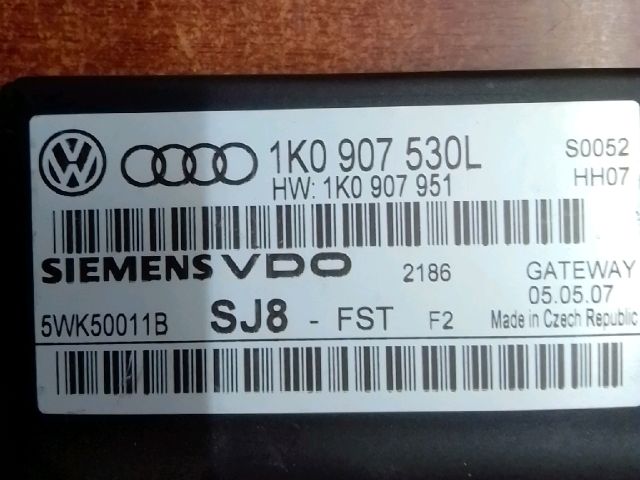 1K0 907 530L S0052
HW: 1K0 907 951 HH07
SIEMENS VDO 2186 GATEWAY
05.05.07
5WK50011B SJ8 - FST F2 Made in Czech Republic